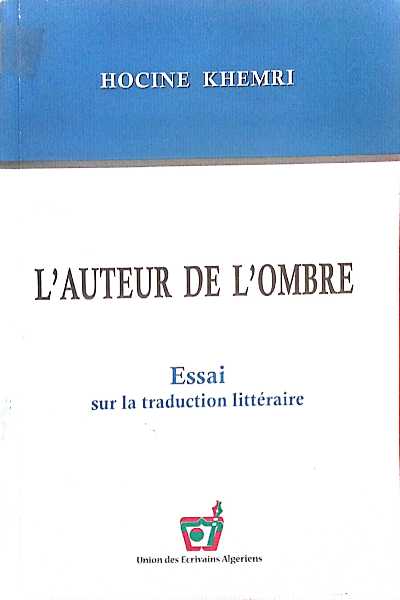 HOCINE KHEMRI
L'AUTEUR DE L'OMBRE
Essai
sur la traduction littéraire
Union des Ecrivains Algeriens